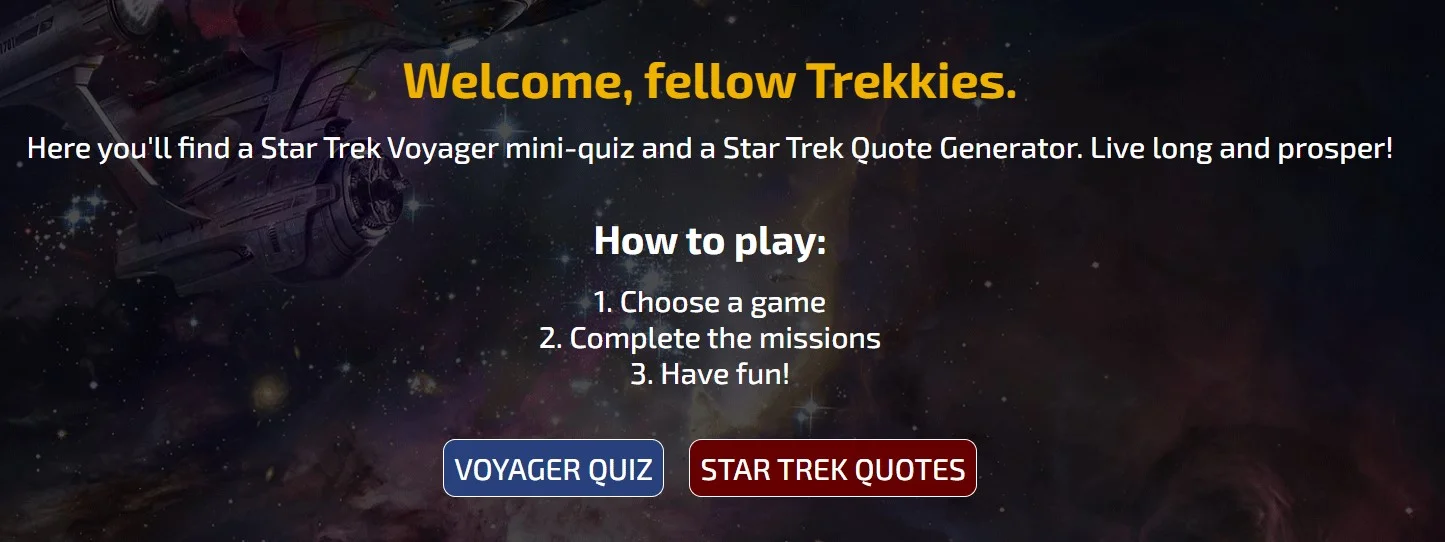 Welcome, fellow Trekkies.
Here you'll find a Star Trek Voyager mini-quiz and a Star Trek Quote Generator. Live long and prosper!
How to play:
1. Choose a game
2. Complete the missions
3. Have fun!
VOYAGER QUIZ
STAR TREK QUOTES